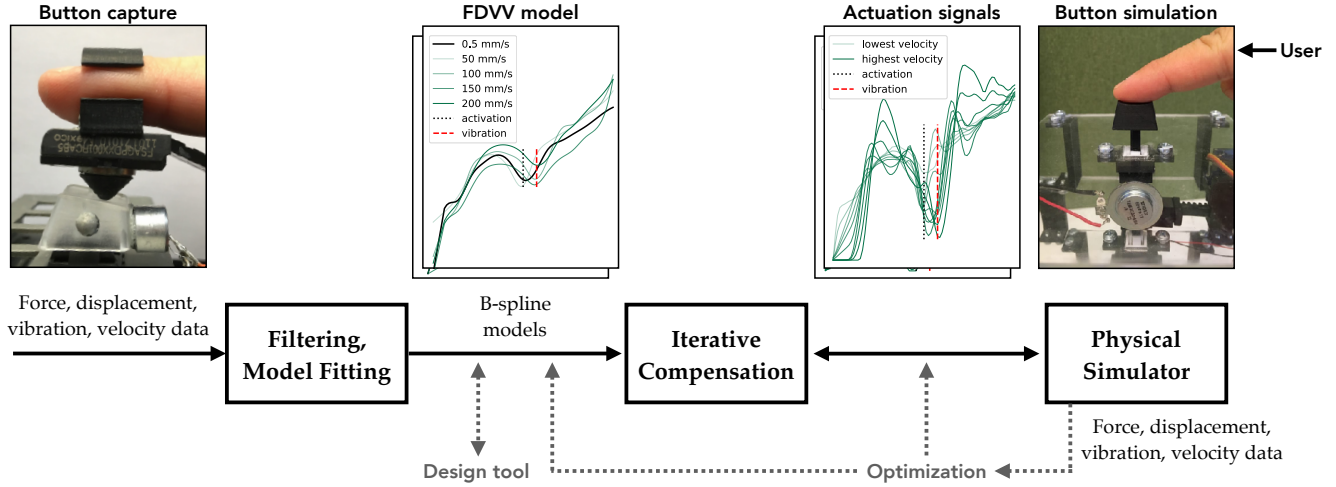 Button capture
FDVV model
Actuation signals
Button simulation
0.5 mm/s
50 mm/s
100 mm/s
150 mm/s
200 mm/s
activation
vibration
lowest velocity
highest velocity
activation
vibration
User
Force, displacement,
vibration, velocity data
B-spline
models
Filtering,
Model Fitting
Iterative
Compensation
Physical
Simulator
Force, displacement,
vibration, velocity data
Design tool
Optimization